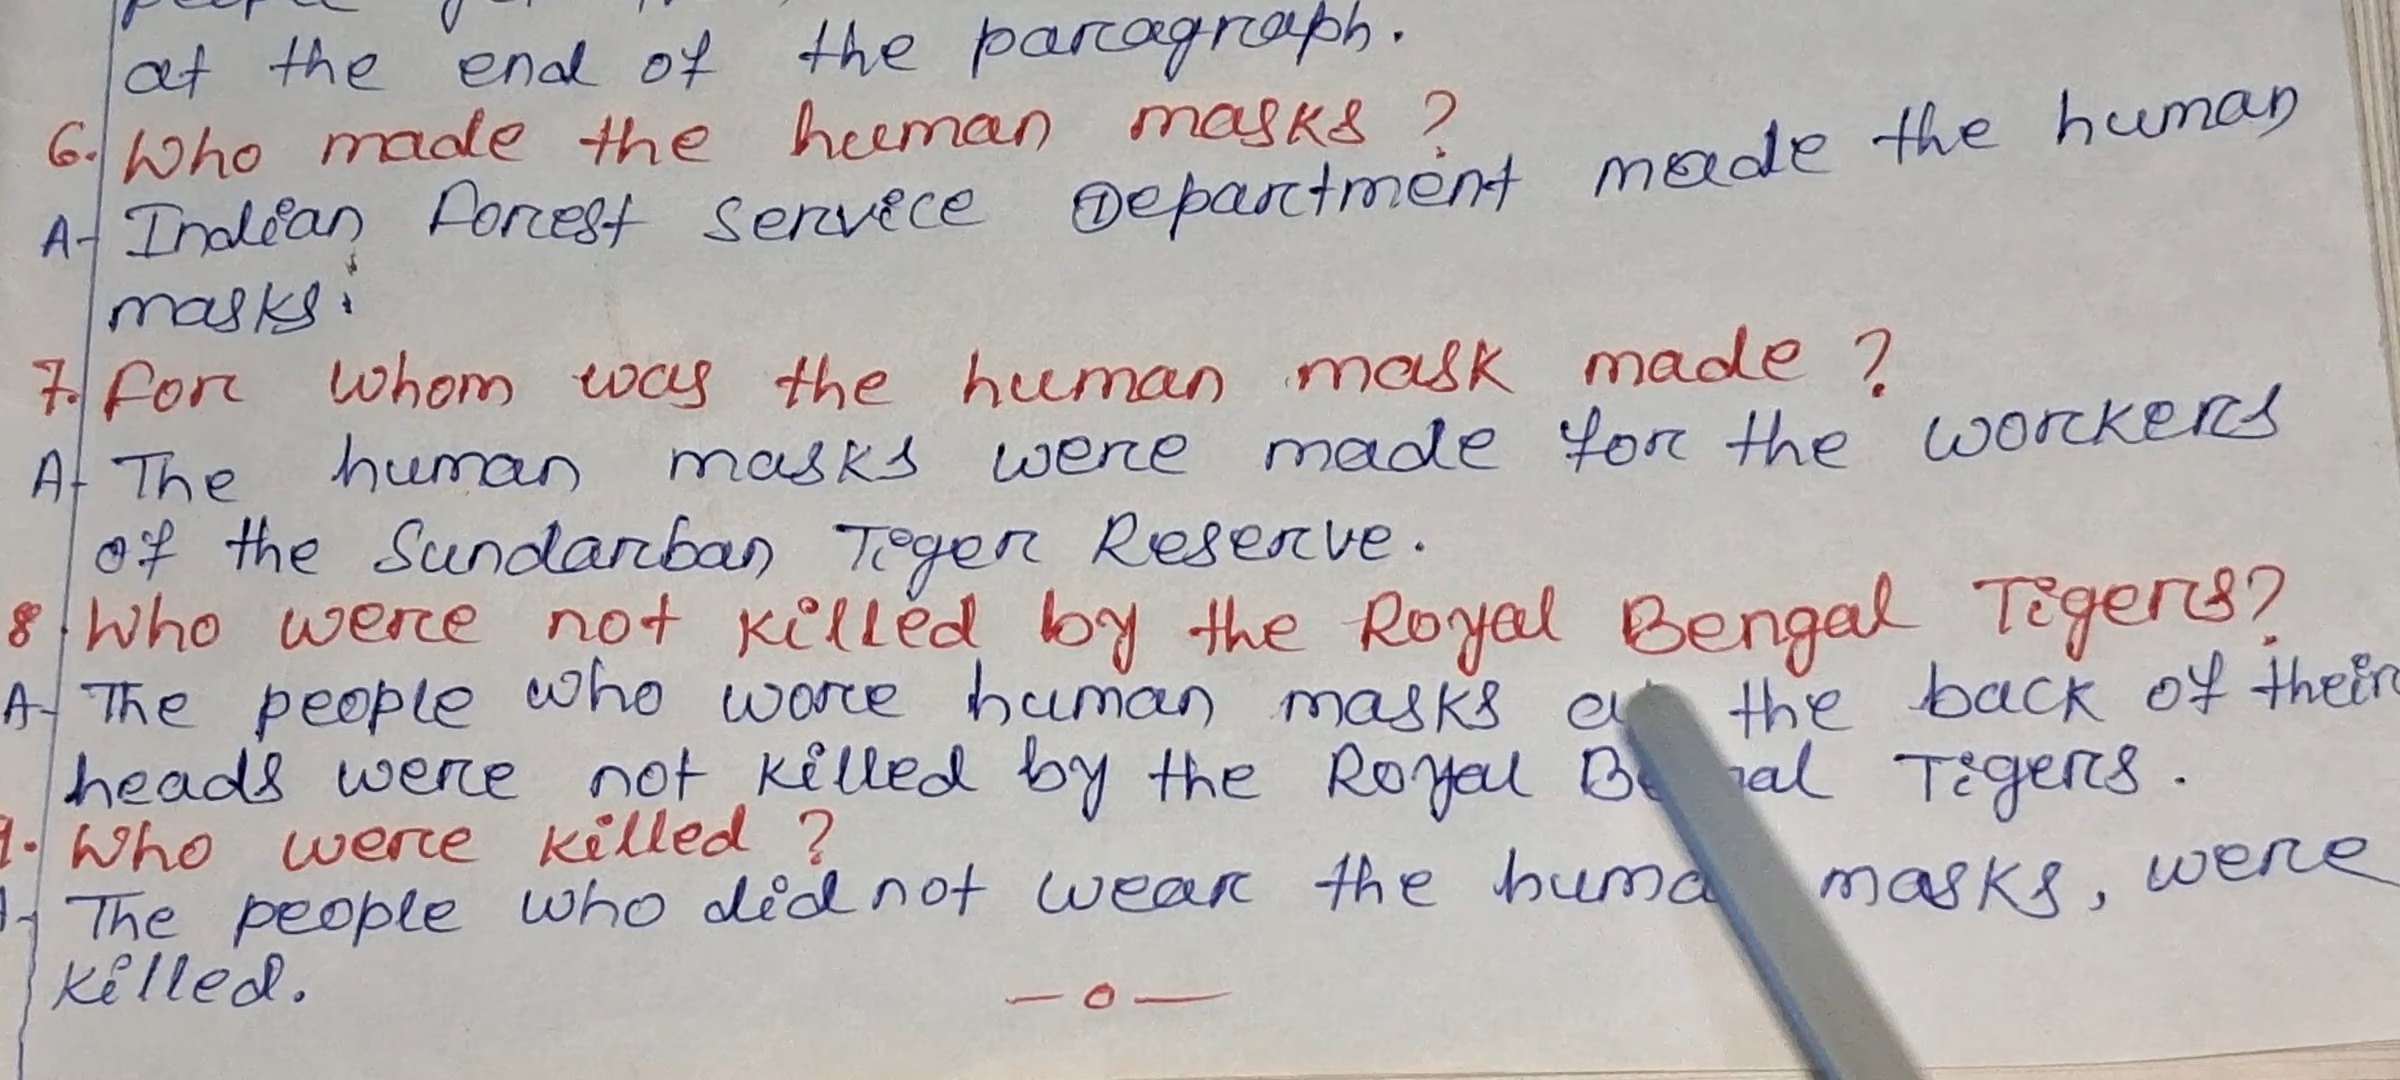 people
at the end of the paragraph.
6. Who made the human masks?
A- Indian Forest Service Department made the human
masks.
7. For whom was the human mask made?
A- The human masks were made for the workers
of the Sundarban Tiger Reserve.
8. Who were not killed by the Royal Bengal Tigers?
A- The people who wore human masks the back of their
heads were not killed by the Royal Tigers.
9. Who were killed?
A- The people who did not wear the human masks, were
killed.
—o—